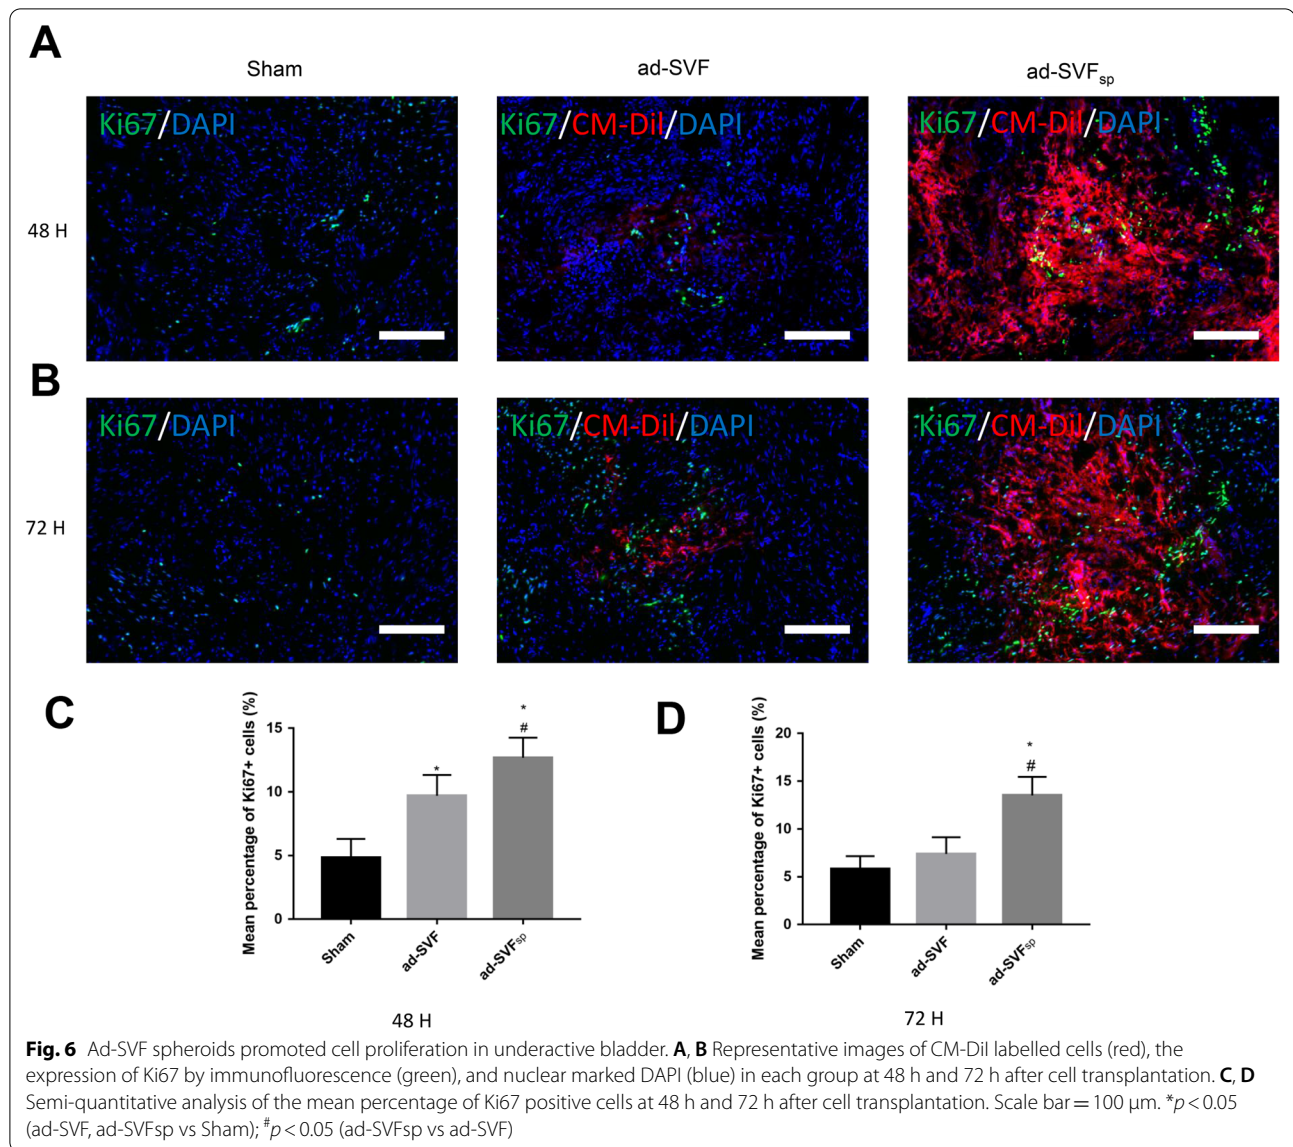 A
Sham
ad-SVF
ad-SVFsp
Ki67/DAPI
Ki67/CM-Dil/DAPI
Ki67/CM-Dil/DAPI
48 H
B
Ki67/DAPI
Ki67/CM-Dil/DAPI
Ki67/CM-Dil/DAPI
72 H
C
Mean percentage of Ki67+ cells (%)
15
10
5
0
*
*
#
Sham
ad-SVF
ad-SVFsp
48 H
D
Mean percentage of Ki67+ cells (%)
20
15
10
5
0
*
#
Sham
ad-SVF
ad-SVFsp
72 H
Fig. 6 Ad-SVF spheroids promoted cell proliferation in underactive bladder. A, B Representative images of CM-DiI labelled cells (red), the
expression of Ki67 by immunofluorescence (green), and nuclear marked DAPI (blue) in each group at 48 h and 72 h after cell transplantation. C, D
Semi-quantitative analysis of the mean percentage of Ki67 positive cells at 48 h and 72 h after cell transplantation. Scale bar = 100 μm. *p < 0.05
(ad-SVF, ad-SVFsp vs Sham); #p < 0.05 (ad-SVFsp vs ad-SVF)